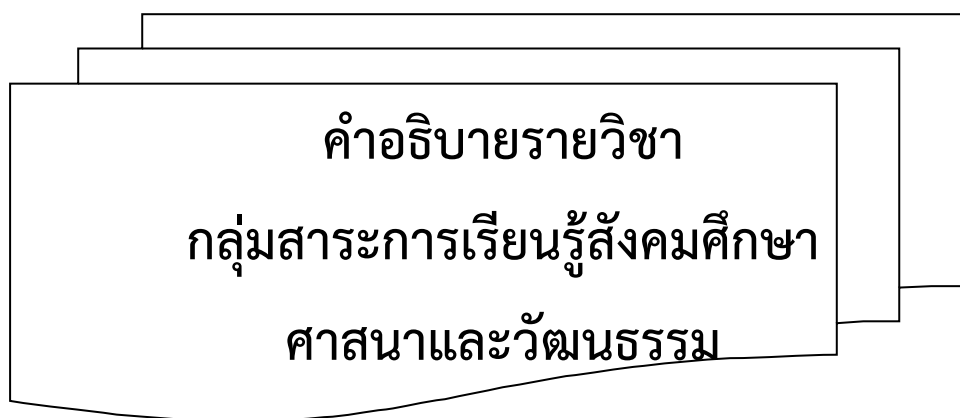 คำอธิบายรายวิชา
กลุ่มสาระการเรียนรู้สังคมศึกษา
ศาสนาและวัฒนธรรม